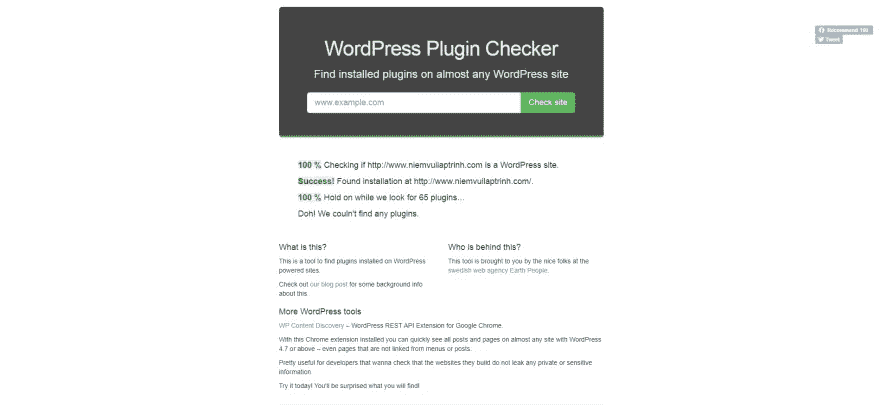 Recommend 193
Tweet
WordPress Plugin Checker
Find installed plugins on almost any WordPress site
www.example.com
Check site
100 % Checking if http://www.niemvuilaptrinh.com is a WordPress site.
Success! Found installation at http://www.niemvuilaptrinh.com/.
100 % Hold on while we look for 65 plugins...
Doh! We couln't find any plugins.
What is this?
This is a tool to find plugins installed on WordPress
powered sites.
Check out our blog post for some background info
about this.
Who is behind this?
This tool is brought to you by the nice folks at the
swedish web agency Earth People.
More WordPress tools
WP Content Discovery – WordPress REST API Extension for Google Chrome.
With this Chrome extension installed you can quickly see all posts and pages on almost any site with WordPress
4.7 or above – even pages that are not linked from menus or posts.
Pretty useful for developers that wanna check that the websites they build do not leak any private or sensitive
information
Try it today! You'll be surprised what you will find!